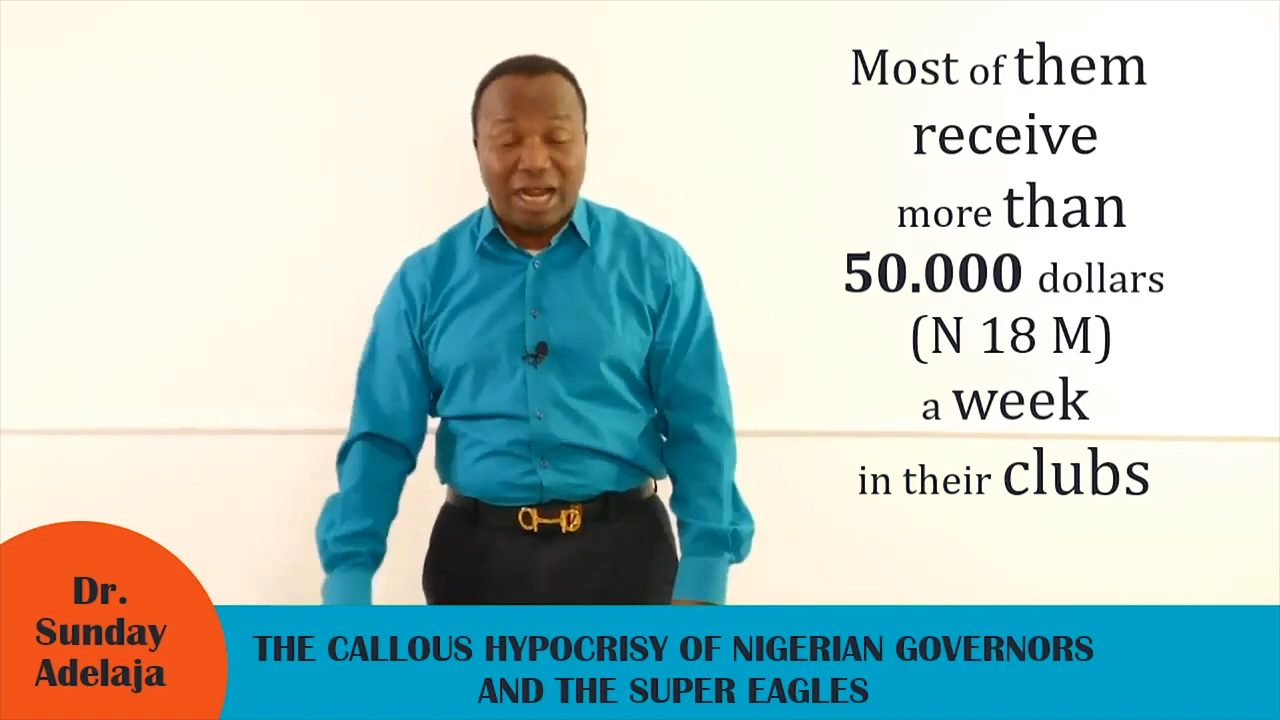 Most of them
receive
more than
50.000 dollars
(N 18 M)
a week
in their clubs
Dr.
Sunday
Adelaja
THE CALLOUS HYPOCRISY OF NIGERIAN GOVERNORS
AND THE SUPER EAGLES